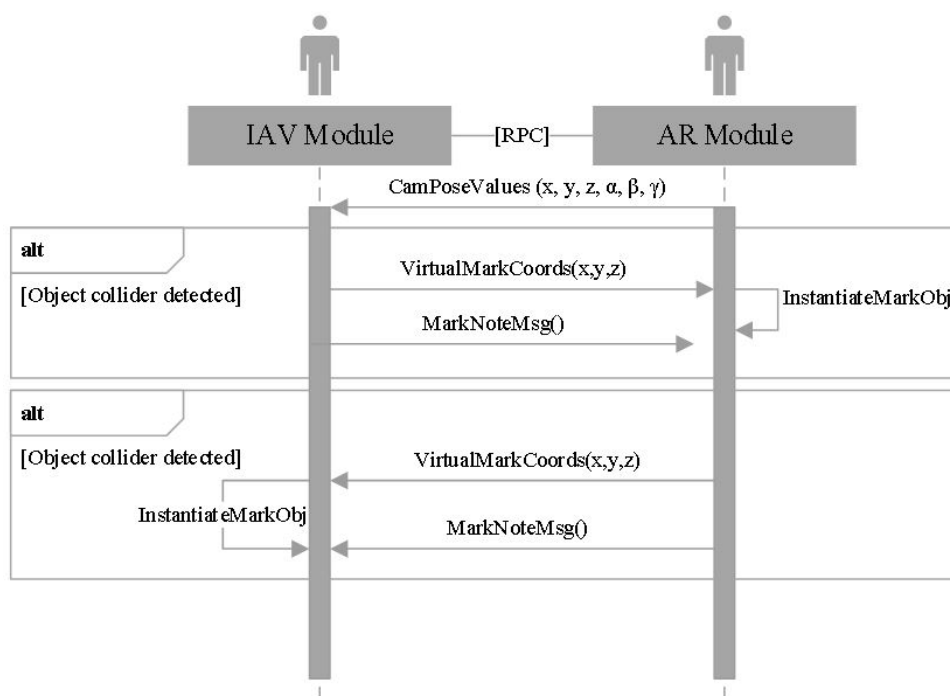 IAV Module
[RPC]
AR Module
CamPoseValues (x, y, z, α, β, γ)
alt
[Object collider detected]
VirtualMarkCoords(x,y,z)
InstantiateMarkObj
MarkNoteMsg()
alt
[Object collider detected]
VirtualMarkCoords(x,y,z)
InstantiateMarkObj
MarkNoteMsg()